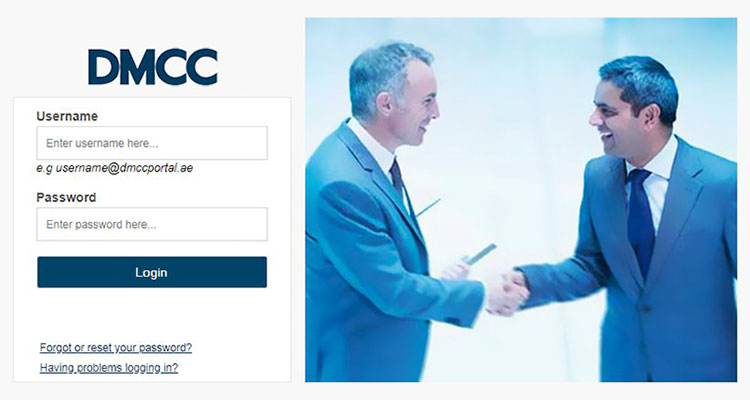 DMCC
Username
Enter username here...
e.g username@dmccportal.ae
Password
Enter password here...
Login
Forgot or reset your password?
Having problems logging in?